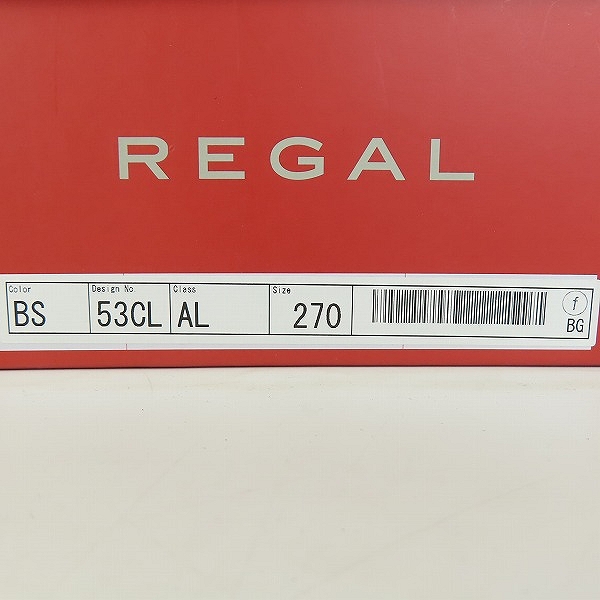 REGAL
Color Design No. Class Size
BS 53CL AL 270 f
BG